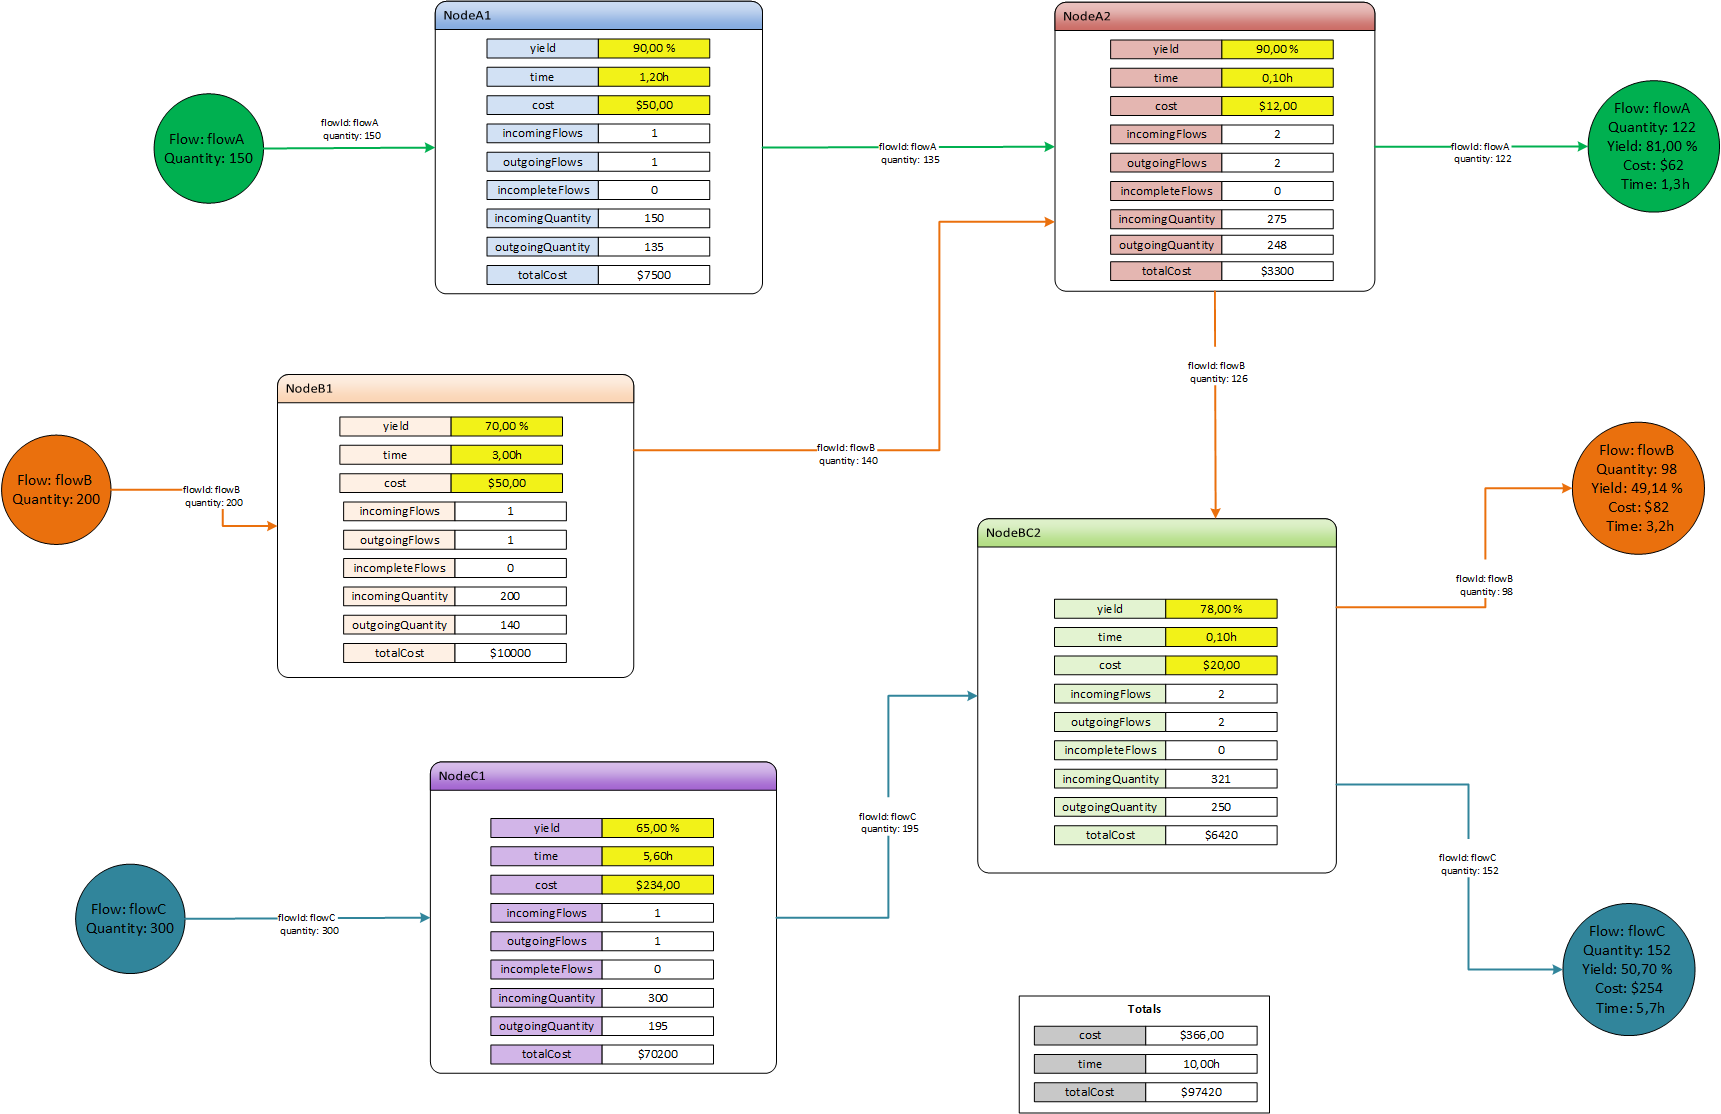 NodeA1
yield 90,00 %
time 1,20h
cost $50,00
incomingFlows 1
outgoingFlows 1
incompleteFlows 0
incomingQuantity 150
outgoingQuantity 135
totalCost $7500
NodeA2
yield 90,00 %
time 0,10h
cost $12,00
incomingFlows 2
outgoingFlows 2
incompleteFlows 0
incomingQuantity 275
outgoingQuantity 248
totalCost $3300
Flow: flowA
Quantity: 150
flowId: flowA
quantity: 150
flowId: flowA
quantity: 135
flowId: flowA
quantity: 122
Flow: flowA
Quantity: 122
Yield: 81,00 %
Cost: $62
Time: 1,3h
NodeB1
yield 70,00 %
time 3,00h
cost $50,00
incomingFlows 1
outgoingFlows 1
incompleteFlows 0
incomingQuantity 200
outgoingQuantity 140
totalCost $10000
Flow: flowB
Quantity: 200
flowId: flowB
quantity: 200
flowId: flowB
quantity: 140
flowId: flowB
quantity: 126
NodeBC2
yield 78,00 %
time 0,10h
cost $20,00
incomingFlows 2
outgoingFlows 2
incompleteFlows 0
incomingQuantity 321
outgoingQuantity 250
totalCost $6420
flowId: flowB
quantity: 98
Flow: flowB
Quantity: 98
Yield: 49,14 %
Cost: $82
Time: 3,2h
NodeC1
yield 65,00 %
time 5,60h
cost $234,00
incomingFlows 1
outgoingFlows 1
incompleteFlows 0
incomingQuantity 300
outgoingQuantity 195
totalCost $70200
Flow: flowC
Quantity: 300
flowId: flowC
quantity: 300
flowId: flowC
quantity: 195
flowId: flowC
quantity: 152
Flow: flowC
Quantity: 152
Yield: 50,70 %
Cost: $254
Time: 5,7h
Totals
cost $366,00
time 10,00h
totalCost $97420